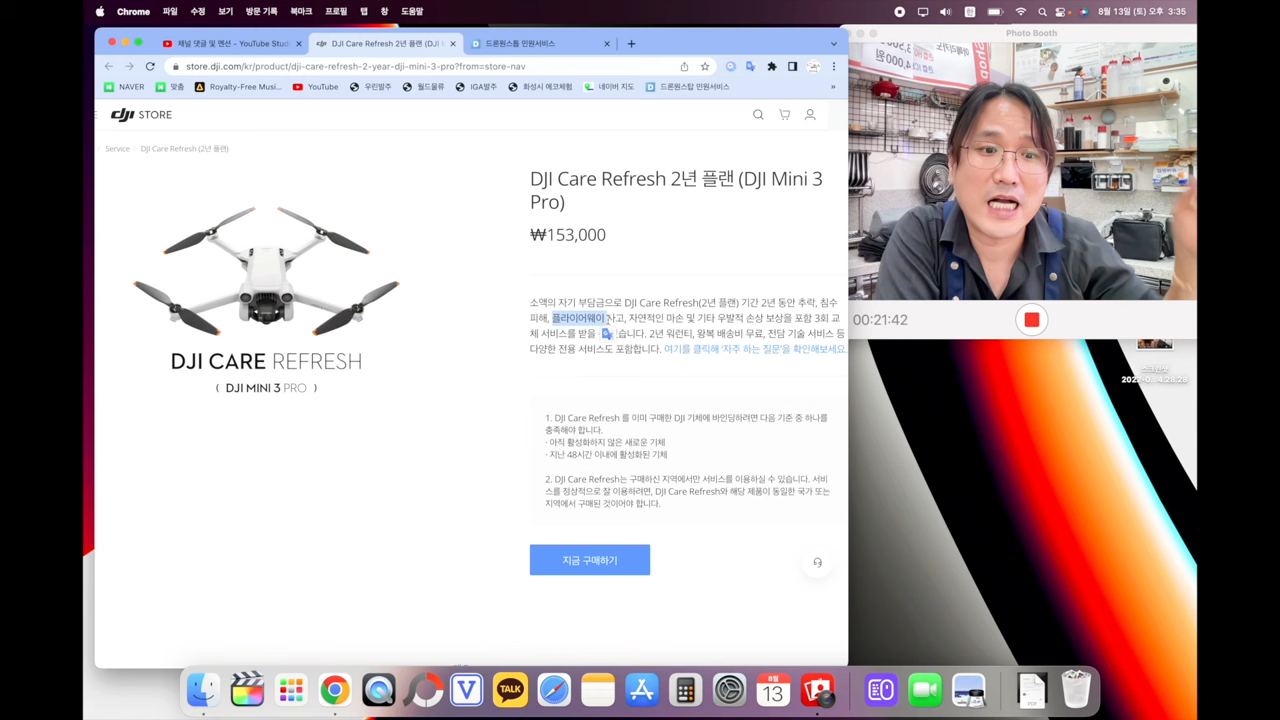 Chrome 파일 수정 보기 방문 기록 북마크 프로필 탭 창 도움말
한
8월 13일 (토) 오후 3:35
채널 댓글 및 멘션 - YouTube Stud
DJI Care Refresh 2년 플랜 (DJI M
드론원스톱 민원서비스
Photo Booth
store.dji.com/kr/product/dji-care-refresh-2-year-dji-mini-3-pro?from=store-nav
NAVER 맞춤 Royalty-Free Musi... YouTube 우린발주 월드물류 IGA발주 화성시 에코체험 네이버 지도 드론원스탑 민원서비스 »
dji STORE
Service / DJI Care Refresh (2년 플랜)
DJI Care Refresh 2년 플랜 (DJI Mini 3
Pro)
₩153,000
소액의 자기 부담금으로 DJI Care Refresh(2년 플랜) 기간 2년 동안 추락, 침수
피해, 플라이어웨이 사고, 자연적인 마손 및 기타 우발적 손상 보상을 포함 3회 교
체 서비스를 받을 습니다. 2년 워런티, 왕복 배송비 무료, 전담 기술 서비스 등
다양한 전용 서비스도 포함합니다. 여기를 클릭해 '자주 하는 질문'을 확인해보세요.
DJI CARE REFRESH
( DJI MINI 3 PRO )
1. DJI Care Refresh 를 이미 구매한 DJI 기체에 바인딩하려면 다음 기준 중 하나를
충족해야 합니다.
· 아직 활성화하지 않은 새로운 기체
· 지난 48시간 이내에 활성화된 기체
2. DJI Care Refresh는 구매하신 지역에서만 서비스를 이용하실 수 있습니다. 서비
스를 정상적으로 잘 이용하려면, DJI Care Refresh와 해당 제품이 동일한 국가 또는
지역에서 구매된 것이어야 합니다.
지금 구매하기
00:21:42
스크린샷
TALK
8월
13
PDF